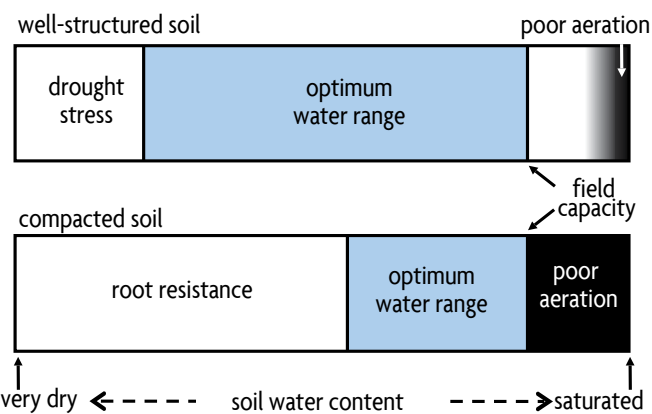 well-structured soil
poor aeration
drought
stress
optimum
water range
field
capacity
compacted soil
root resistance
optimum
water range
poor
aeration
very dry
soil water content
saturated